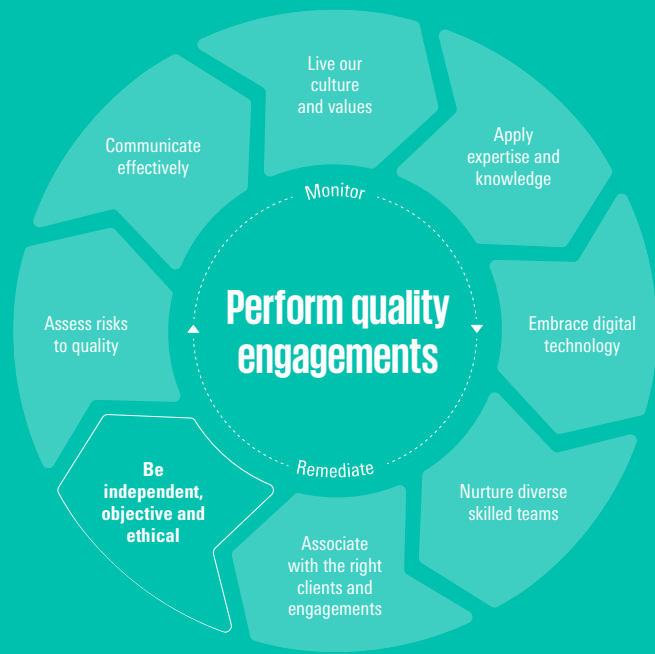 Live our
culture
and values
Apply
expertise and
knowledge
Embrace digital
technology
Nurture diverse
skilled teams
Associate
with the right
clients and
engagements
Be
independent,
objective and
ethical
Assess risks
to quality
Communicate
effectively
Monitor
Perform quality
engagements
Remediate